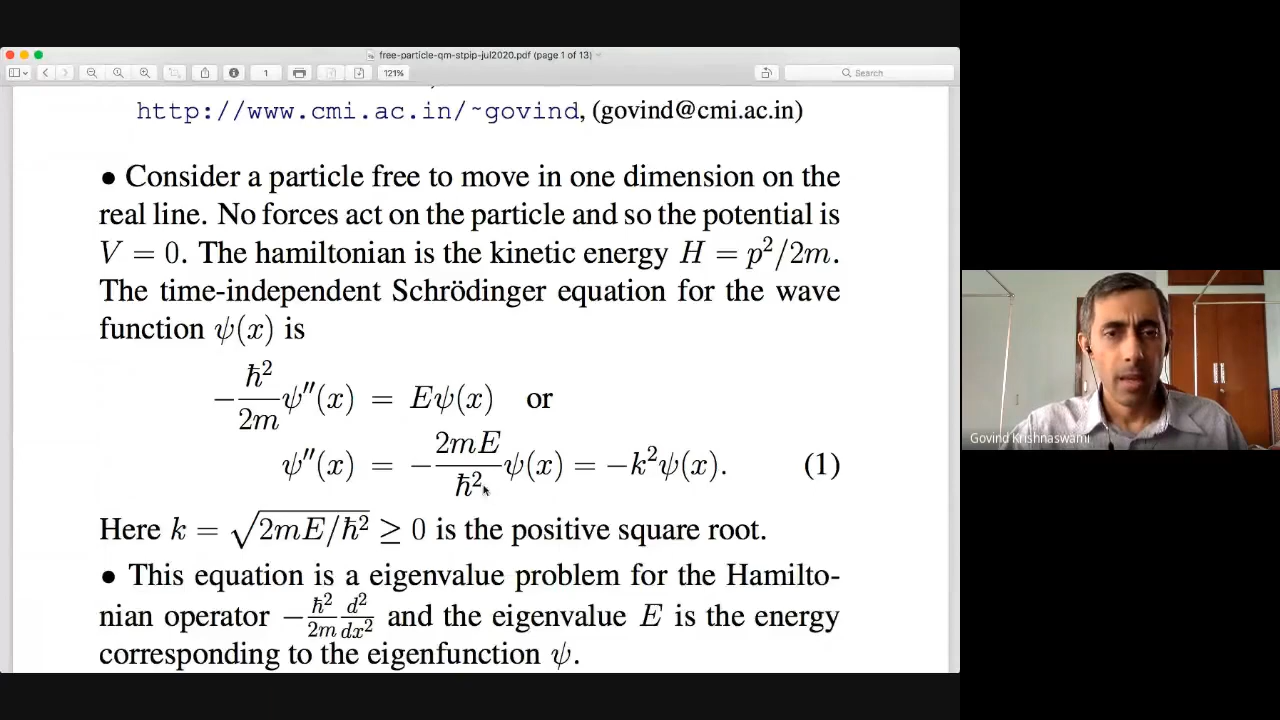 free-particle-qm-stpip-jul2020.pdf (page 1 of 13)
1
121%
Search
http://www.cmi.ac.in/~govind, (govind@cmi.ac.in)
• Consider a particle free to move in one dimension on the
real line. No forces act on the particle and so the potential is
V = 0. The hamiltonian is the kinetic energy H = p²/2m.
The time-independent Schrödinger equation for the wave
function ψ(x) is
−ħ²/2m ψ′′(x) = Eψ(x) or
ψ′′(x) = −2mE/ħ² ψ(x) = −k²ψ(x). (1)
Here k = √2mE/ħ² ≥ 0 is the positive square root.
• This equation is a eigenvalue problem for the Hamilto-
nian operator −ħ²/2m d²/dx² and the eigenvalue E is the energy
corresponding to the eigenfunction ψ.
Govind Krishnaswami